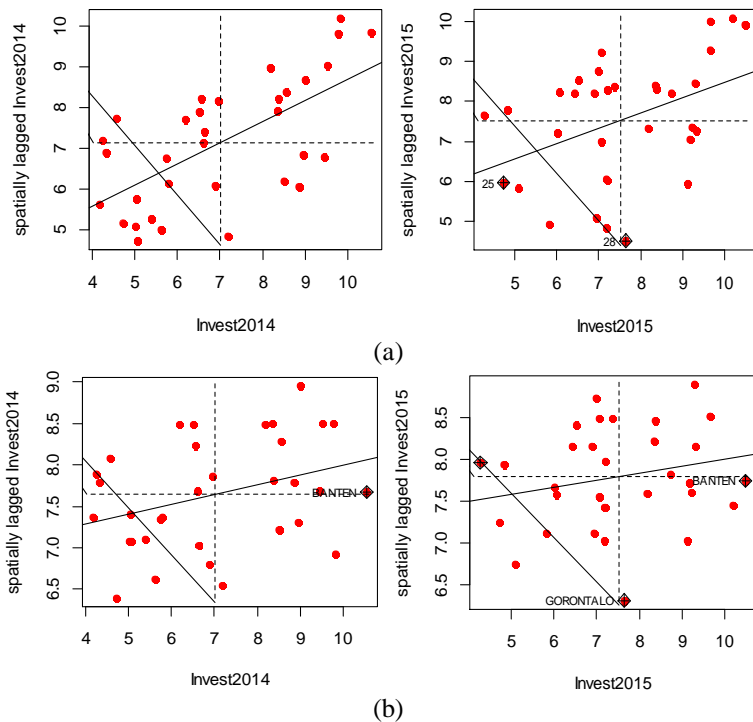 spatially lagged Invest2014
10
9
8
7
6
5
4 5 6 7 8 9 10
Invest2014
spatially lagged Invest2015
10
9
8
7
6
5
25
28
5 6 7 8 9 10
Invest2015
(a)
spatially lagged Invest2014
9.0
8.5
8.0
7.5
7.0
6.5
BANTEN
4 5 6 7 8 9 10
Invest2014
spatially lagged Invest2015
8.5
8.0
7.5
7.0
6.5
BANTEN
GORONTALO
5 6 7 8 9 10
Invest2015
(b)